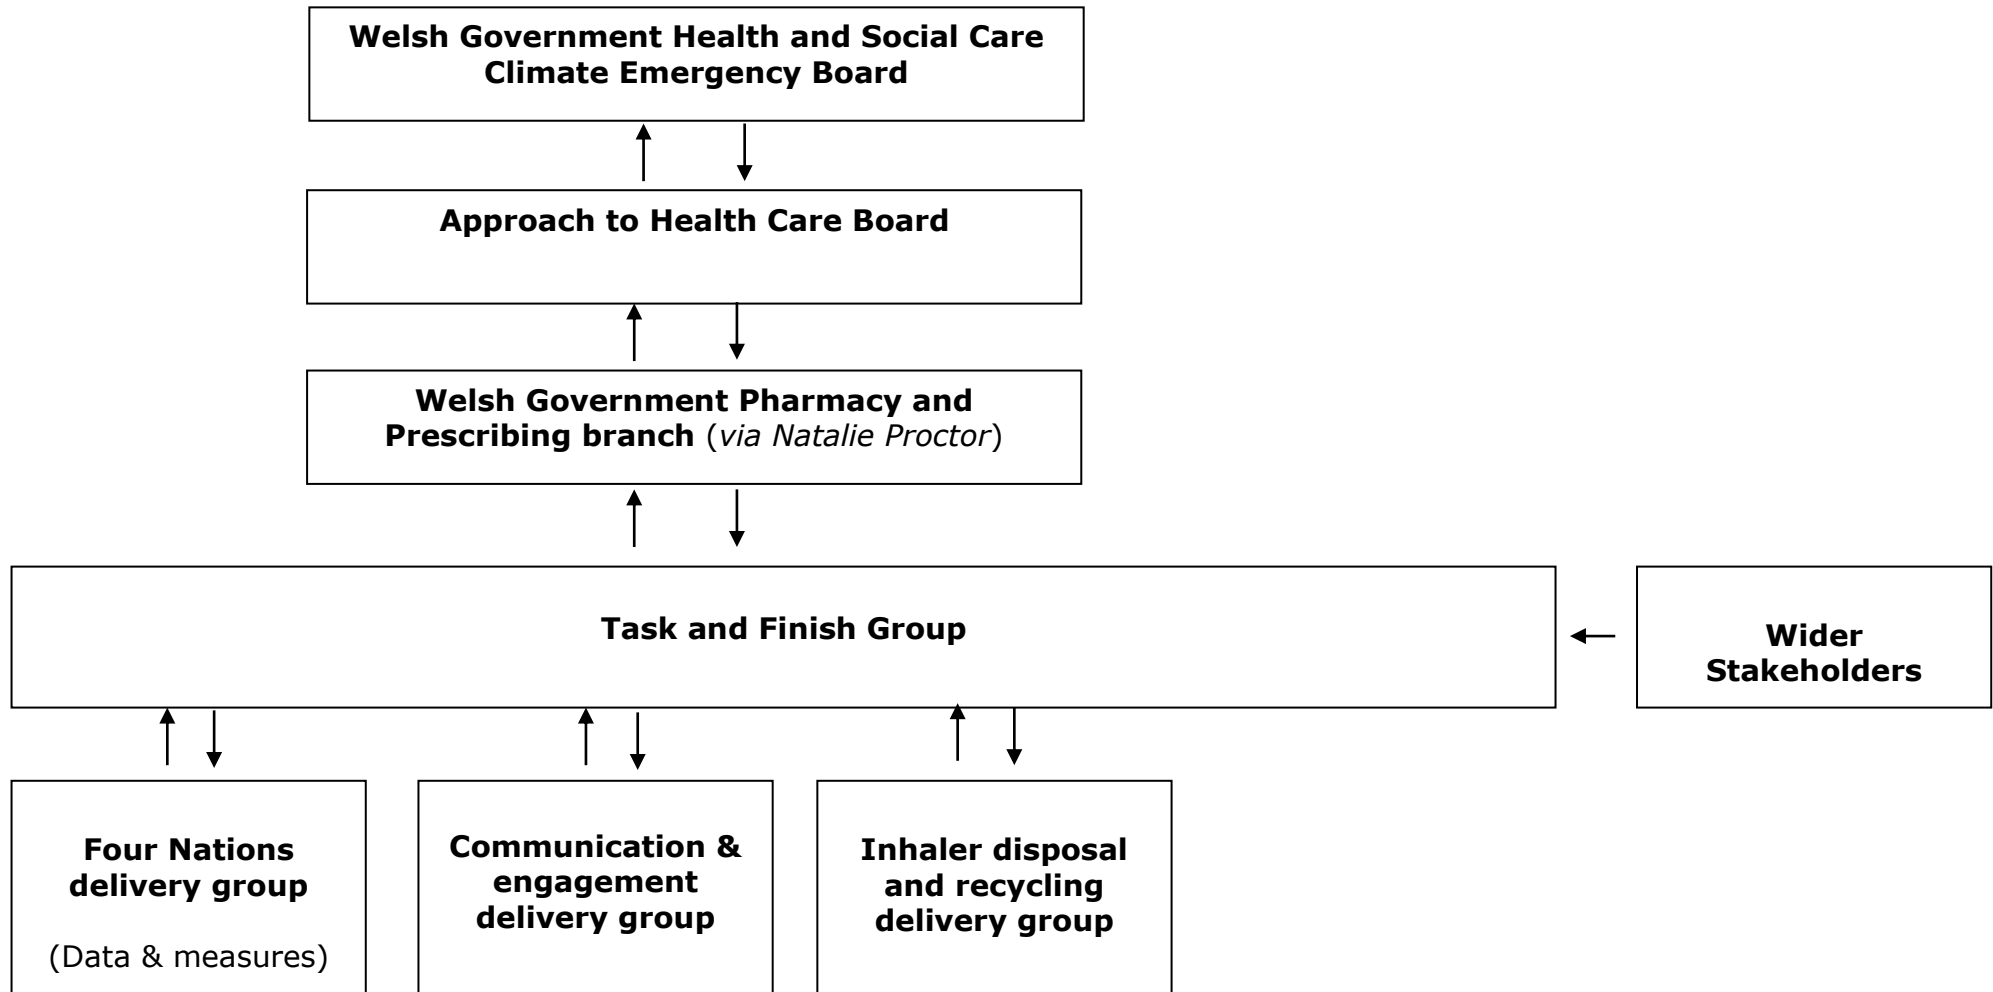 Welsh Government Health and Social Care
Climate Emergency Board
Approach to Health Care Board
Welsh Government Pharmacy and
Prescribing branch (via Natalie Proctor)
Task and Finish Group
Wider
Stakeholders
Four Nations
delivery group
(Data & measures)
Communication &
engagement
delivery group
Inhaler disposal
and recycling
delivery group